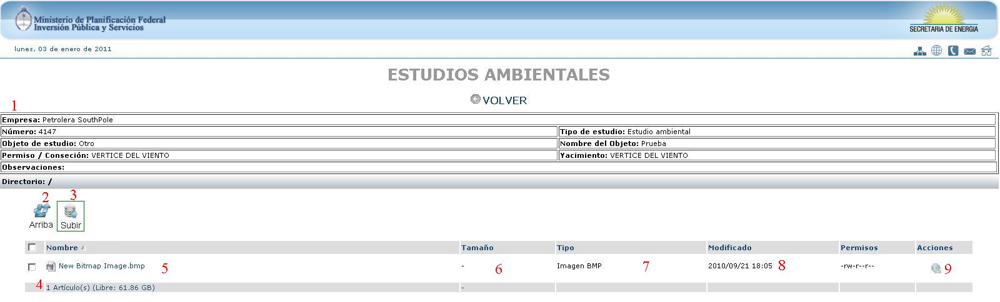 Ministerio de Planificación Federal
Inversión Pública y Servicios
SECRETARIA DE ENERGIA
lunes, 03 de enero de 2011
ESTUDIOS AMBIENTALES
VOLVER
1
Empresa: Petrolera SouthPole
Número: 4147 Tipo de estudio: Estudio ambiental
Objeto de estudio: Otro Nombre del Objeto: Prueba
Permiso / Conseción: VERTICE DEL VIENTO Yacimiento: VERTICE DEL VIENTO
Observaciones:
Directorio: /
2 3
Arriba Subir
Nombre Tamaño Tipo Modificado Permisos Acciones
New Bitmap Image.bmp 5 - 6 Imagen BMP 7 2010/09/21 18:05 8 -rw-r--r-- 9
4 1 Artículo(s) (Libre: 61.86 GB) -